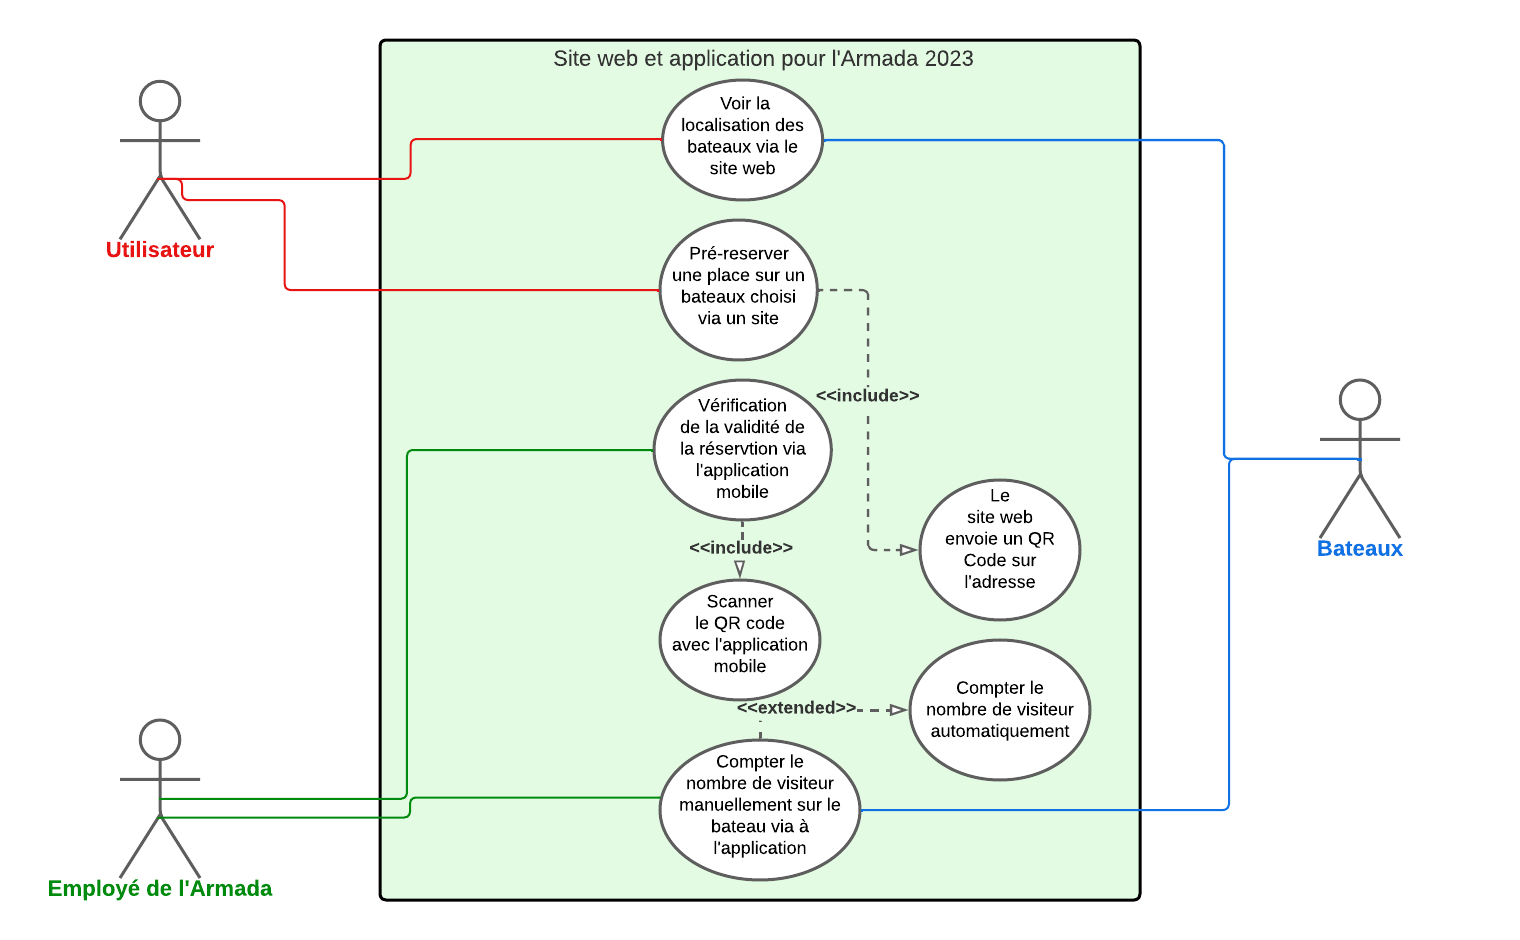 Site web et application pour l'Armada 2023
Voir la
localisation des
bateaux via le
site web
Utilisateur
Pré-reserver
une place sur un
bateaux choisi
via un site
<<include>>
Vérification
de la validité de
la réservtion via
l'application
mobile
<<include>>
Le
site web
envoie un QR
Code sur
l'adresse
Bateaux
Scanner
le QR code
avec l'application
mobile
<<extended>>
Compter le
nombre de visiteur
automatiquement
Compter le
nombre de visiteur
manuellement sur le
bateau via à
l'application
Employé de l'Armada